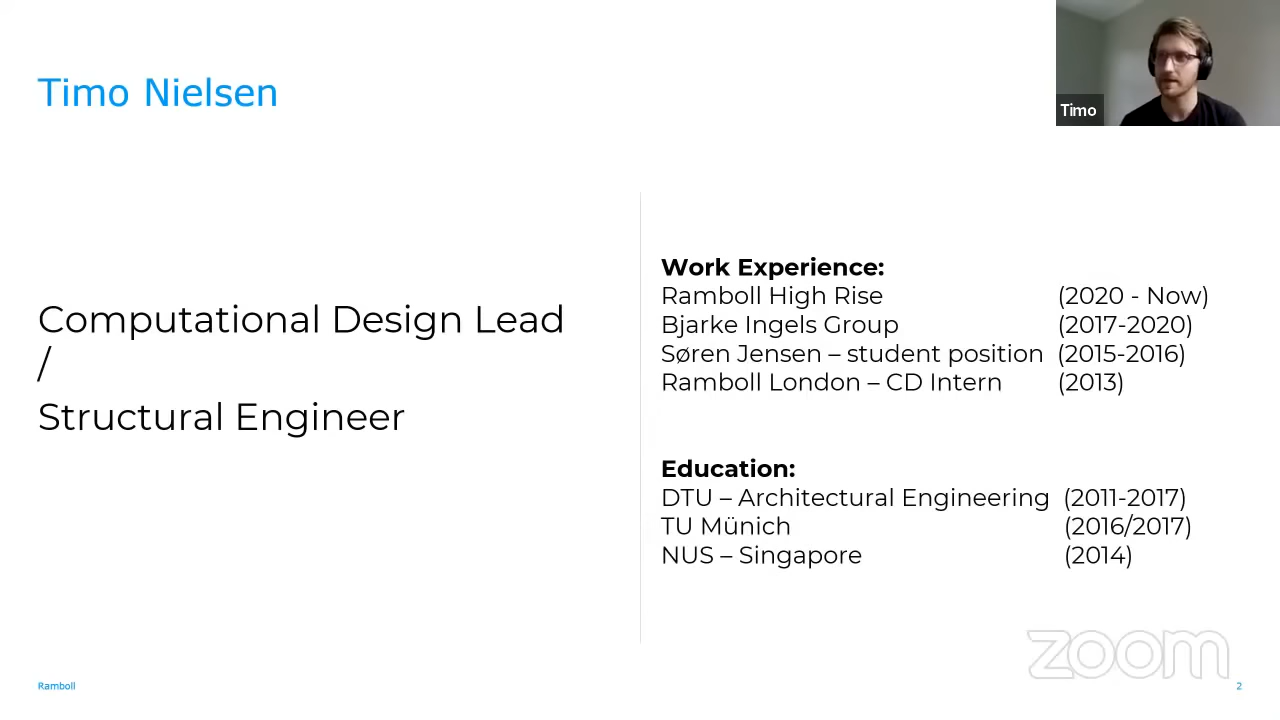 Timo Nielsen
Timo
Computational Design Lead
/
Structural Engineer
Work Experience:
Ramboll High Rise (2020 - Now)
Bjarke Ingels Group (2017-2020)
Søren Jensen – student position (2015-2016)
Ramboll London – CD Intern (2013)
Education:
DTU – Architectural Engineering (2011-2017)
TU Münich (2016/2017)
NUS – Singapore (2014)
zoom
Ramboll
2